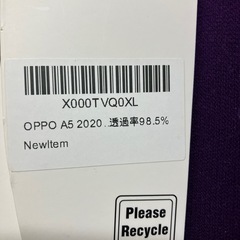 X000TVQ0XL
OPPO A5 2020..透過率98.5%
NewItem
Please
Recycle